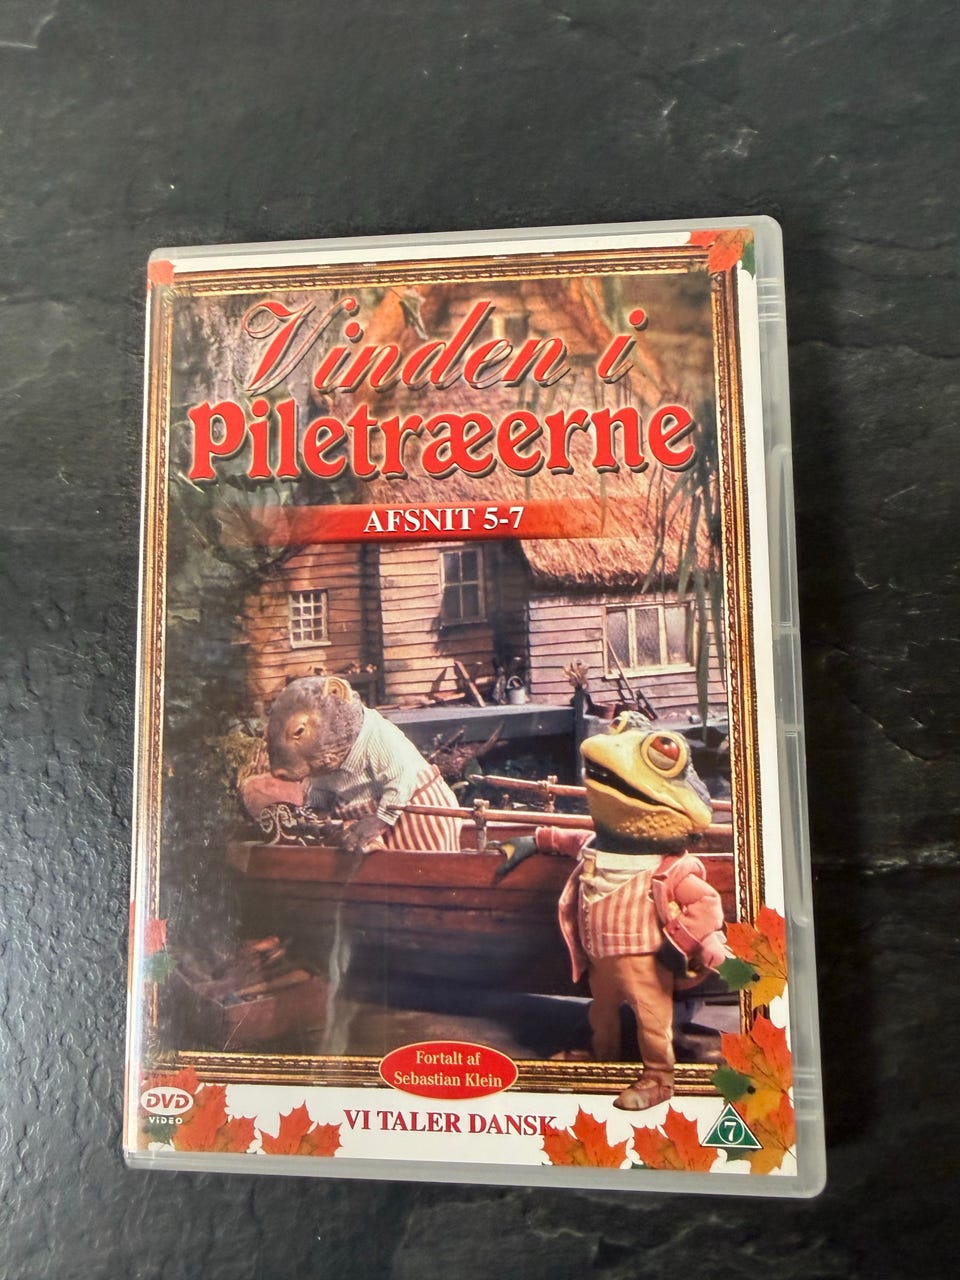 Vinden i
Piletræerne
AFSNIT 5-7
Fortalt af
Sebastian Klein
VI TALER DANSK
DVD
VIDEO
7